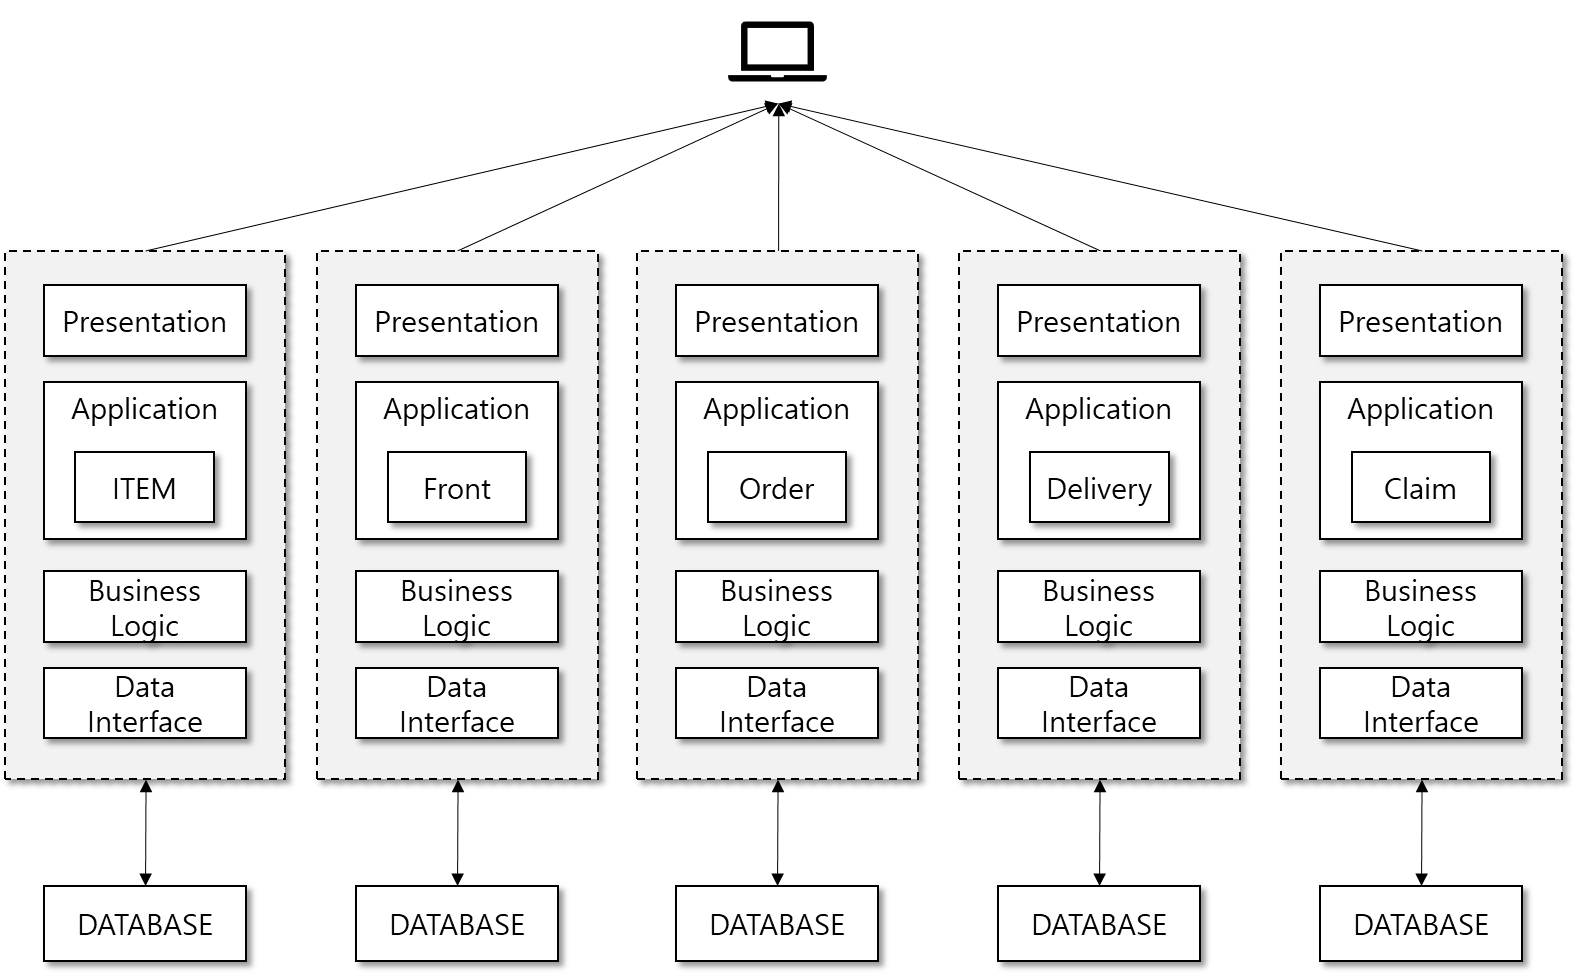 Presentation
Application
ITEM
Business
Logic
Data
Interface
DATABASE
Presentation
Application
Front
Business
Logic
Data
Interface
DATABASE
Presentation
Application
Order
Business
Logic
Data
Interface
DATABASE
Presentation
Application
Delivery
Business
Logic
Data
Interface
DATABASE
Presentation
Application
Claim
Business
Logic
Data
Interface
DATABASE